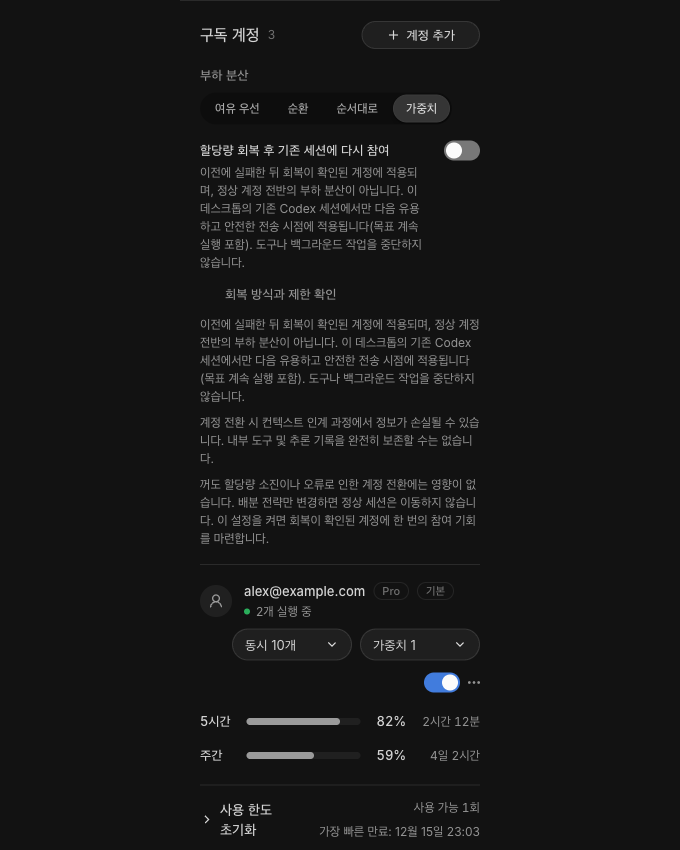 구독 계정 3
계정 추가
부하 분산
여유 우선 순환 순서대로 가중치
할당량 회복 후 기존 세션에 다시 참여
이전에 실패한 뒤 회복이 확인된 계정에 적용되
며, 정상 계정 전반의 부하 분산이 아닙니다. 이
데스크톱의 기존 Codex 세션에서만 다음 유용
하고 안전한 전송 시점에 적용됩니다(목표 계속
실행 포함). 도구나 백그라운드 작업을 중단하지
않습니다.
회복 방식과 제한 확인
이전에 실패한 뒤 회복이 확인된 계정에 적용되며, 정상 계정
전반의 부하 분산이 아닙니다. 이 데스크톱의 기존 Codex
세션에서만 다음 유용하고 안전한 전송 시점에 적용됩니다
(목표 계속 실행 포함). 도구나 백그라운드 작업을 중단하지
않습니다.
계정 전환 시 컨텍스트 인계 과정에서 정보가 손실될 수 있습
니다. 내부 도구 및 추론 기록을 완전히 보존할 수는 없습니
다.
꺼도 할당량 소진이나 오류로 인한 계정 전환에는 영향이 없
습니다. 배분 전략만 변경하면 정상 세션은 이동하지 않습니
다. 이 설정을 켜면 회복이 확인된 계정에 한 번의 참여 기회
를 마련합니다.
alex@example.com Pro 기본
2개 실행 중
동시 10개 가중치 1
5시간 82% 2시간 12분
주간 59% 4일 2시간
사용 한도
초기화
사용 가능 1회
가장 빠른 만료: 12월 15일 23:03